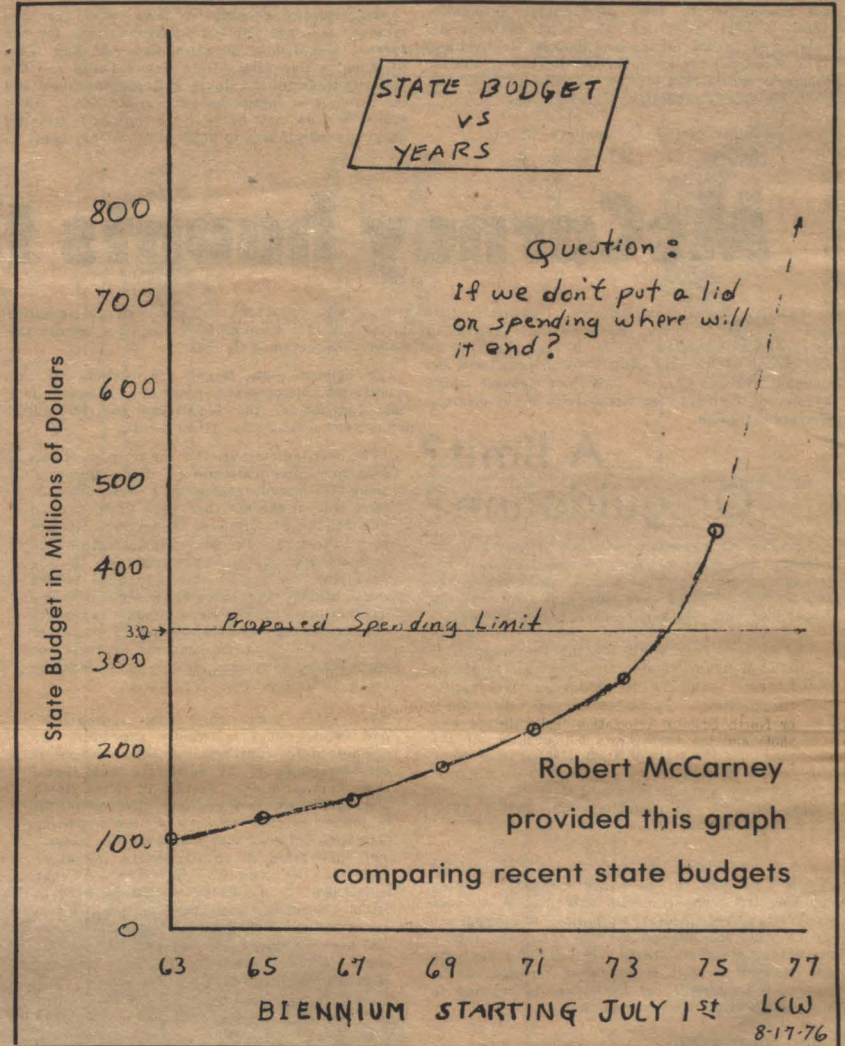 STATE BUDGET
VS
YEARS
800
700
600
500
400
332
300
200
100
0
State Budget in Millions of Dollars
Question:
If we don't put a lid
on spending where will
it end?
Proposed Spending Limit
Robert McCarney
provided this graph
comparing recent state budgets
63 65 67 69 71 73 75 77
BIENNIUM STARTING JULY 1st
LCW
8-17-76